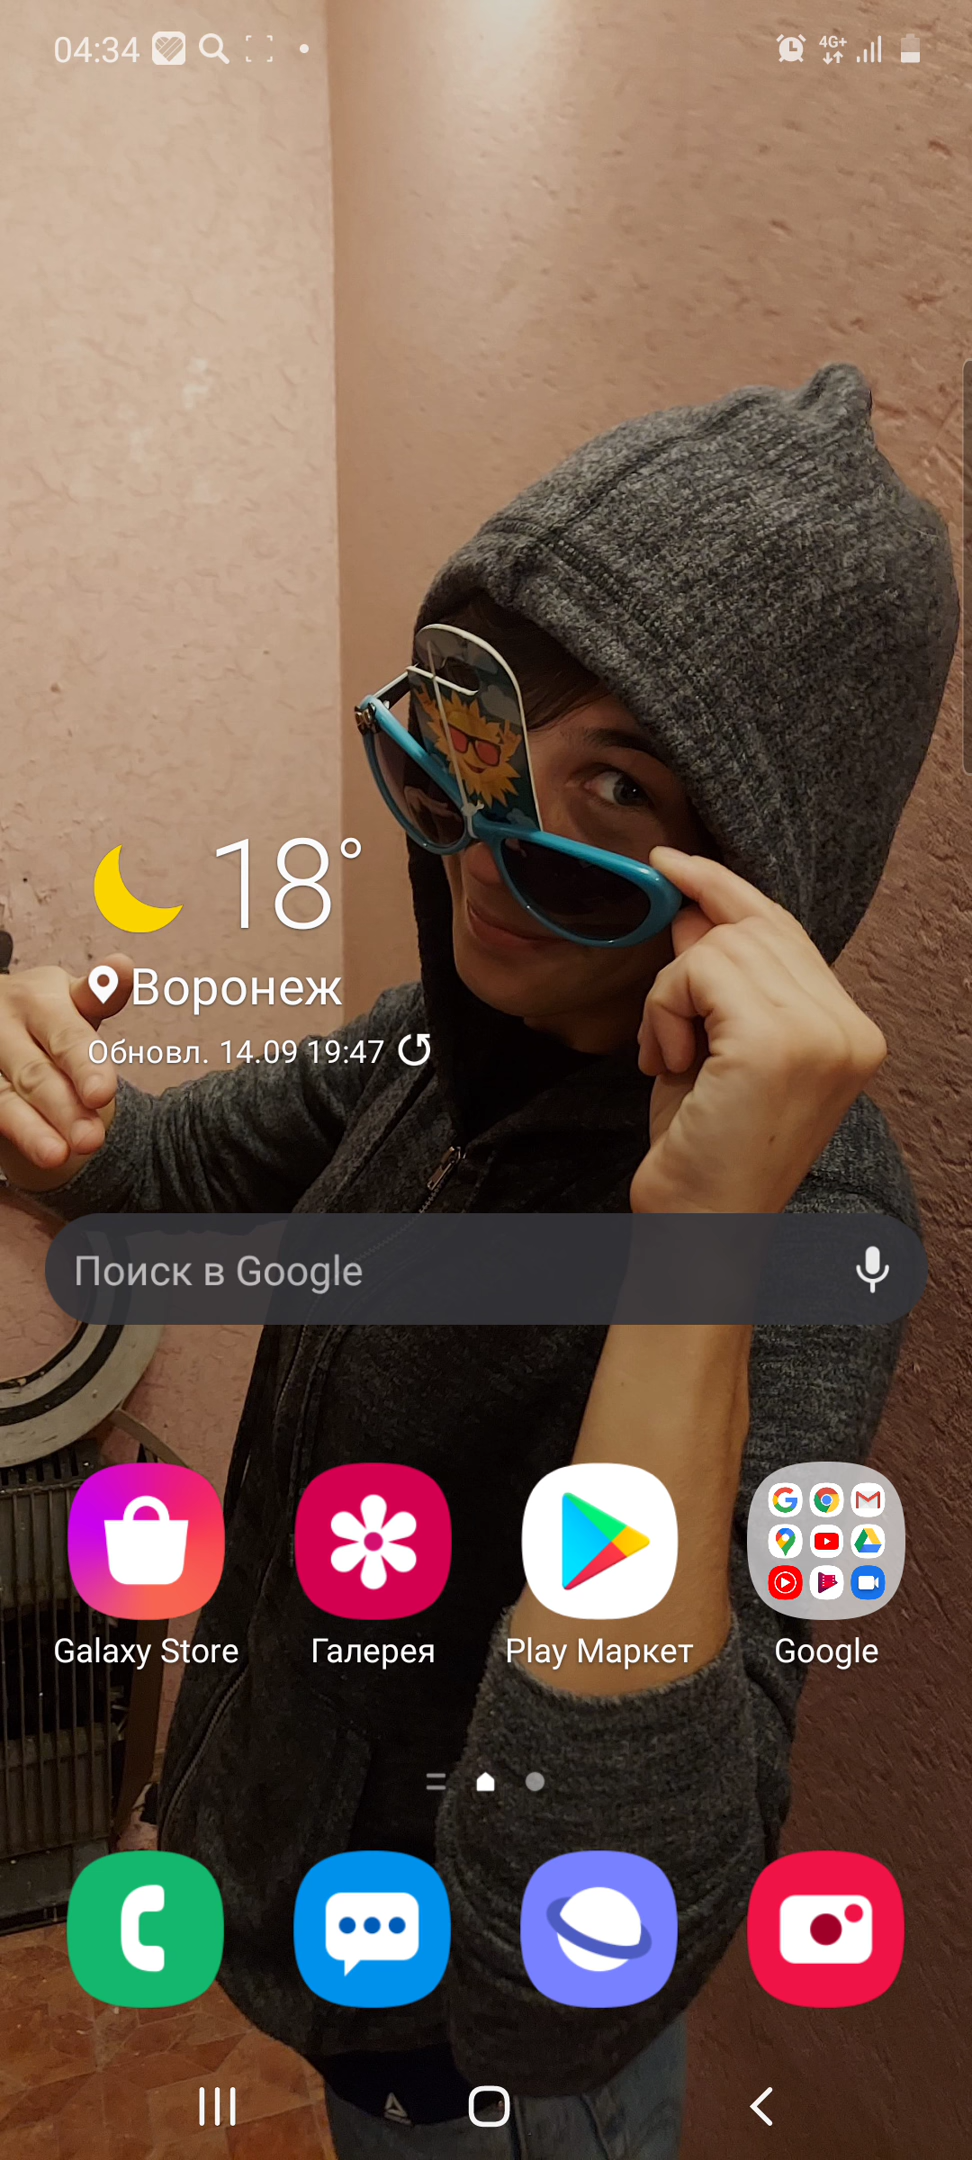 04:34
4G+
18°
Воронеж
Обновл. 14.09 19:47
Поиск в Google
Galaxy Store
Галерея
Play Маркет
Google